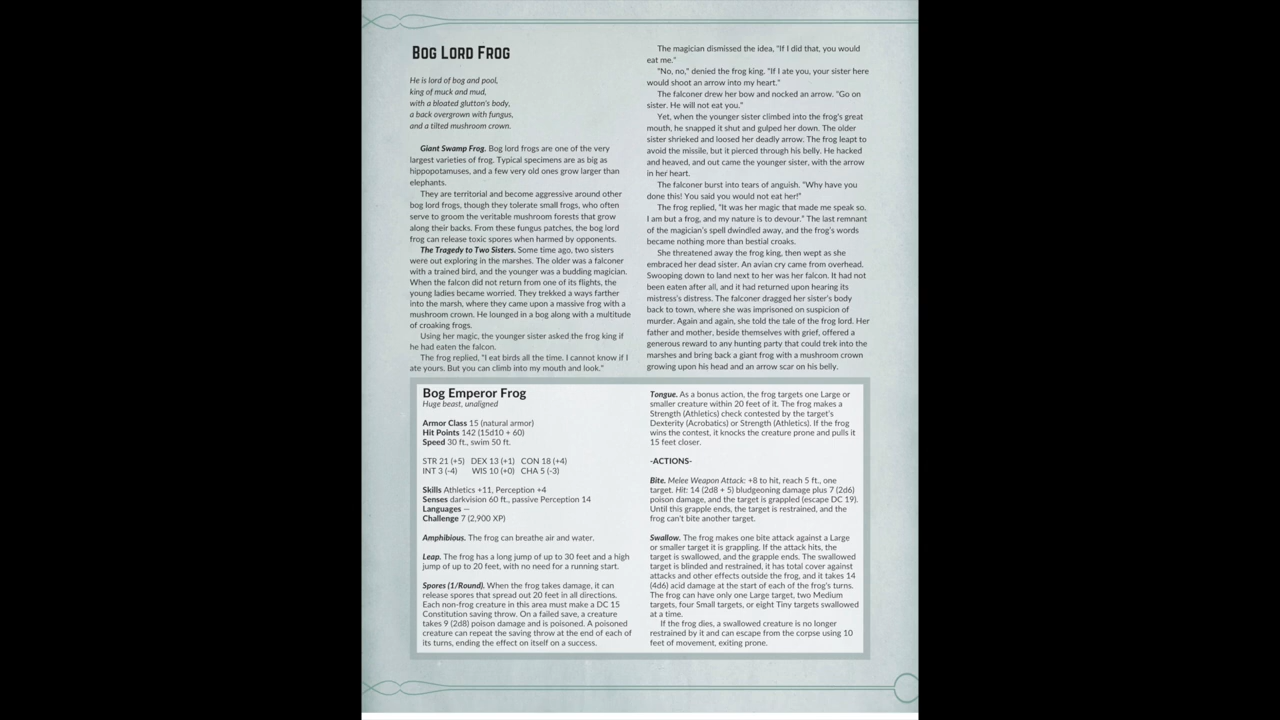 BOG LORD FROG
He is lord of bog and pool,
king of muck and mud,
with a bloated glutton's body,
a back overgrown with fungus,
and a tilted mushroom crown.
Giant Swamp Frog. Bog lord frogs are one of the very
largest varieties of frog. Typical specimens are as big as
hippopotamuses, and a few very old ones grow larger than
elephants.
They are territorial and become aggressive around other
bog lord frogs, though they tolerate small frogs, who often
serve to groom the veritable mushroom forests that grow
along their backs. From these fungus patches, the bog lord
frog can release toxic spores when harmed by opponents.
The Tragedy to Two Sisters. Some time ago, two sisters
were out exploring in the marshes. The older was a falconer
with a trained bird, and the younger was a budding magician.
When the falcon did not return from one of its flights, the
young ladies became worried. They trekked a ways farther
into the marsh, where they came upon a massive frog with a
mushroom crown. He lounged in a bog along with a multitude
of croaking frogs.
Using her magic, the younger sister asked the frog king if
he had eaten the falcon.
The frog replied, "I eat birds all the time. I cannot know if I
ate yours. But you can climb into my mouth and look."
The magician dismissed the idea, "If I did that, you would
eat me."
"No, no," denied the frog king. "If I ate you, your sister here
would shoot an arrow into my heart."
The falconer drew her bow and nocked an arrow. "Go on
sister. He will not eat you."
Yet, when the younger sister climbed into the frog's great
mouth, he snapped it shut and gulped her down. The older
sister shrieked and loosed her deadly arrow. The frog leapt to
avoid the missile, but it pierced through his belly. He hacked
and heaved, and out came the younger sister, with the arrow
in her heart.
The falconer burst into tears of anguish. "Why have you
done this! You said you would not eat her!"
The frog replied, "It was her magic that made me speak so.
I am but a frog, and my nature is to devour." The last remnant
of the magician's spell dwindled away, and the frog's words
became nothing more than bestial croaks.
She threatened away the frog king, then wept as she
embraced her dead sister. An avian cry came from overhead.
Swooping down to land next to her was her falcon. It had not
been eaten after all, and it had returned upon hearing its
mistress's distress. The falconer dragged her sister's body
back to town, where she was imprisoned on suspicion of
murder. Again and again, she told the tale of the frog lord. Her
father and mother, beside themselves with grief, offered a
generous reward to any hunting party that could trek into the
marshes and bring back a giant frog with a mushroom crown
growing upon his head and an arrow scar on his belly.
Bog Emperor Frog
Huge beast, unaligned
Armor Class 15 (natural armor)
Hit Points 142 (15d10 + 60)
Speed 30 ft., swim 50 ft.
STR 21 (+5) DEX 13 (+1) CON 18 (+4)
INT 3 (-4) WIS 10 (+0) CHA 5 (-3)
Skills Athletics +11, Perception +4
Senses darkvision 60 ft., passive Perception 14
Languages —
Challenge 7 (2,900 XP)
Amphibious. The frog can breathe air and water.
Leap. The frog has a long jump of up to 30 feet and a high
jump of up to 20 feet, with no need for a running start.
Spores (1/Round). When the frog takes damage, it can
release spores that spread out 20 feet in all directions.
Each non-frog creature in this area must make a DC 15
Constitution saving throw. On a failed save, a creature
takes 9 (2d8) poison damage and is poisoned. A poisoned
creature can repeat the saving throw at the end of each of
its turns, ending the effect on itself on a success.
Tongue. As a bonus action, the frog targets one Large or
smaller creature within 20 feet of it. The frog makes a
Strength (Athletics) check contested by the target's
Dexterity (Acrobatics) or Strength (Athletics). If the frog
wins the contest, it knocks the creature prone and pulls it
15 feet closer.
-ACTIONS-
Bite. Melee Weapon Attack: +8 to hit, reach 5 ft., one
target. Hit: 14 (2d8 + 5) bludgeoning damage plus 7 (2d6)
poison damage, and the target is grappled (escape DC 19).
Until this grapple ends, the target is restrained, and the
frog can't bite another target.
Swallow. The frog makes one bite attack against a Large
or smaller target it is grappling. If the attack hits, the
target is swallowed, and the grapple ends. The swallowed
target is blinded and restrained, it has total cover against
attacks and other effects outside the frog, and it takes 14
(4d6) acid damage at the start of each of the frog's turns.
The frog can have only one Large target, two Medium
targets, four Small targets, or eight Tiny targets swallowed
at a time.
If the frog dies, a swallowed creature is no longer
restrained by it and can escape from the corpse using 10
feet of movement, exiting prone.